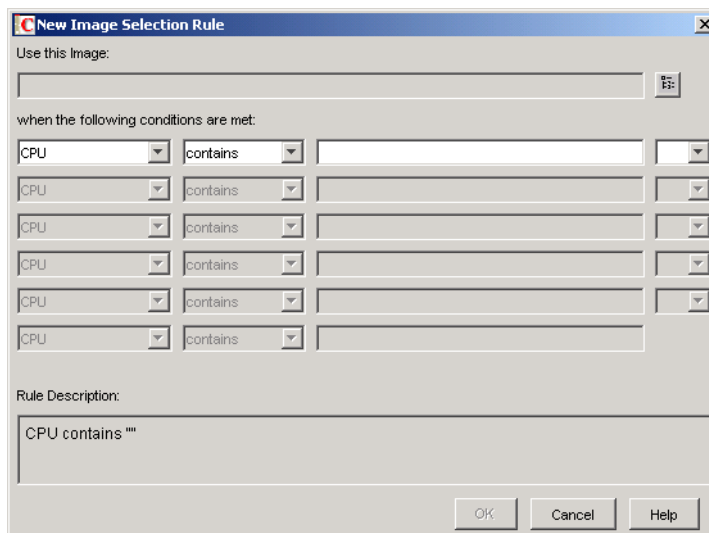 New Image Selection Rule
Use this Image:
when the following conditions are met:
CPU contains
CPU contains
CPU contains
CPU contains
CPU contains
CPU contains
Rule Description:
CPU contains ""
OK Cancel Help